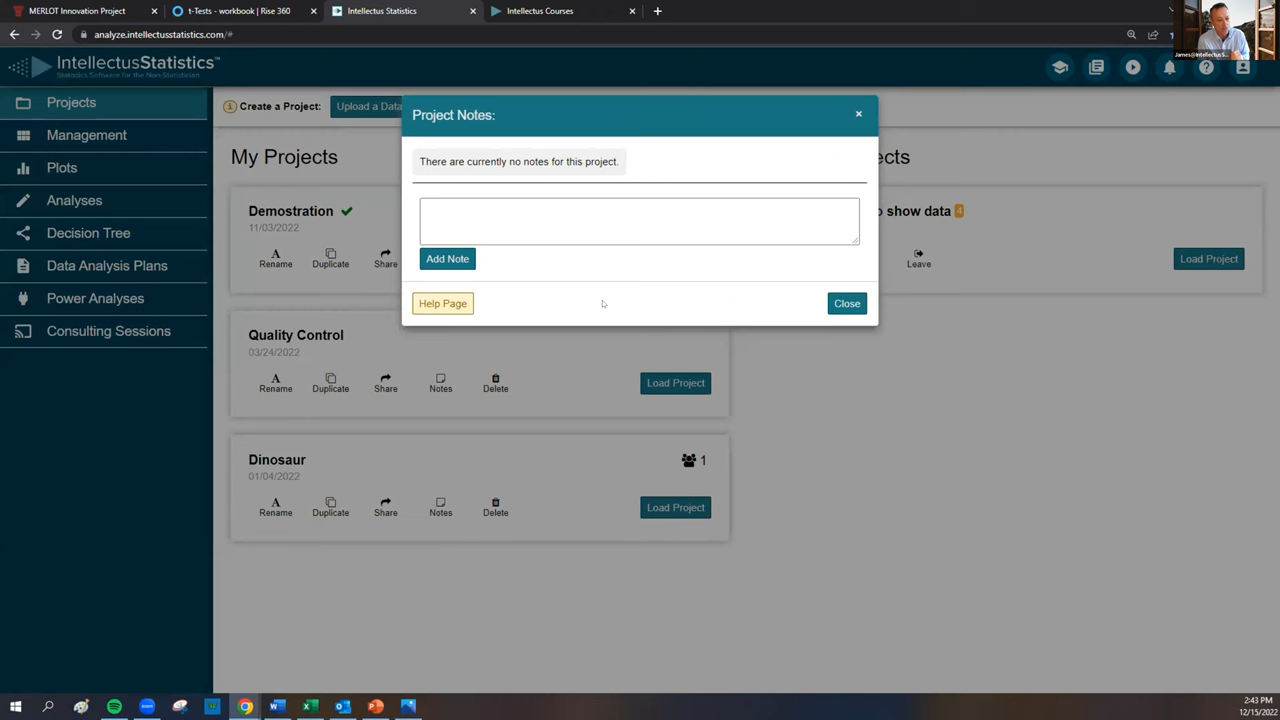 MERLOT Innovation Project
t-Tests - workbook | Rise 360
Intellectus Statistics
Intellectus Courses
analyze.intellectusstatistics.com/#
James@IntellectusS...
IntellectusStatistics™
Statistics Software for the Non-Statistician
Projects
Management
Plots
Analyses
Decision Tree
Data Analysis Plans
Power Analyses
Consulting Sessions
Create a Project:
Upload a Data
My Projects
ects
Demostration
11/03/2022
Rename
Duplicate
Share
Quality Control
03/24/2022
Rename
Duplicate
Share
Notes
Delete
Load Project
Dinosaur
1
01/04/2022
Rename
Duplicate
Share
Notes
Delete
Load Project
o show data 4
Leave
Load Project
Project Notes:
There are currently no notes for this project.
Add Note
Help Page
Close
2:43 PM
12/15/2022